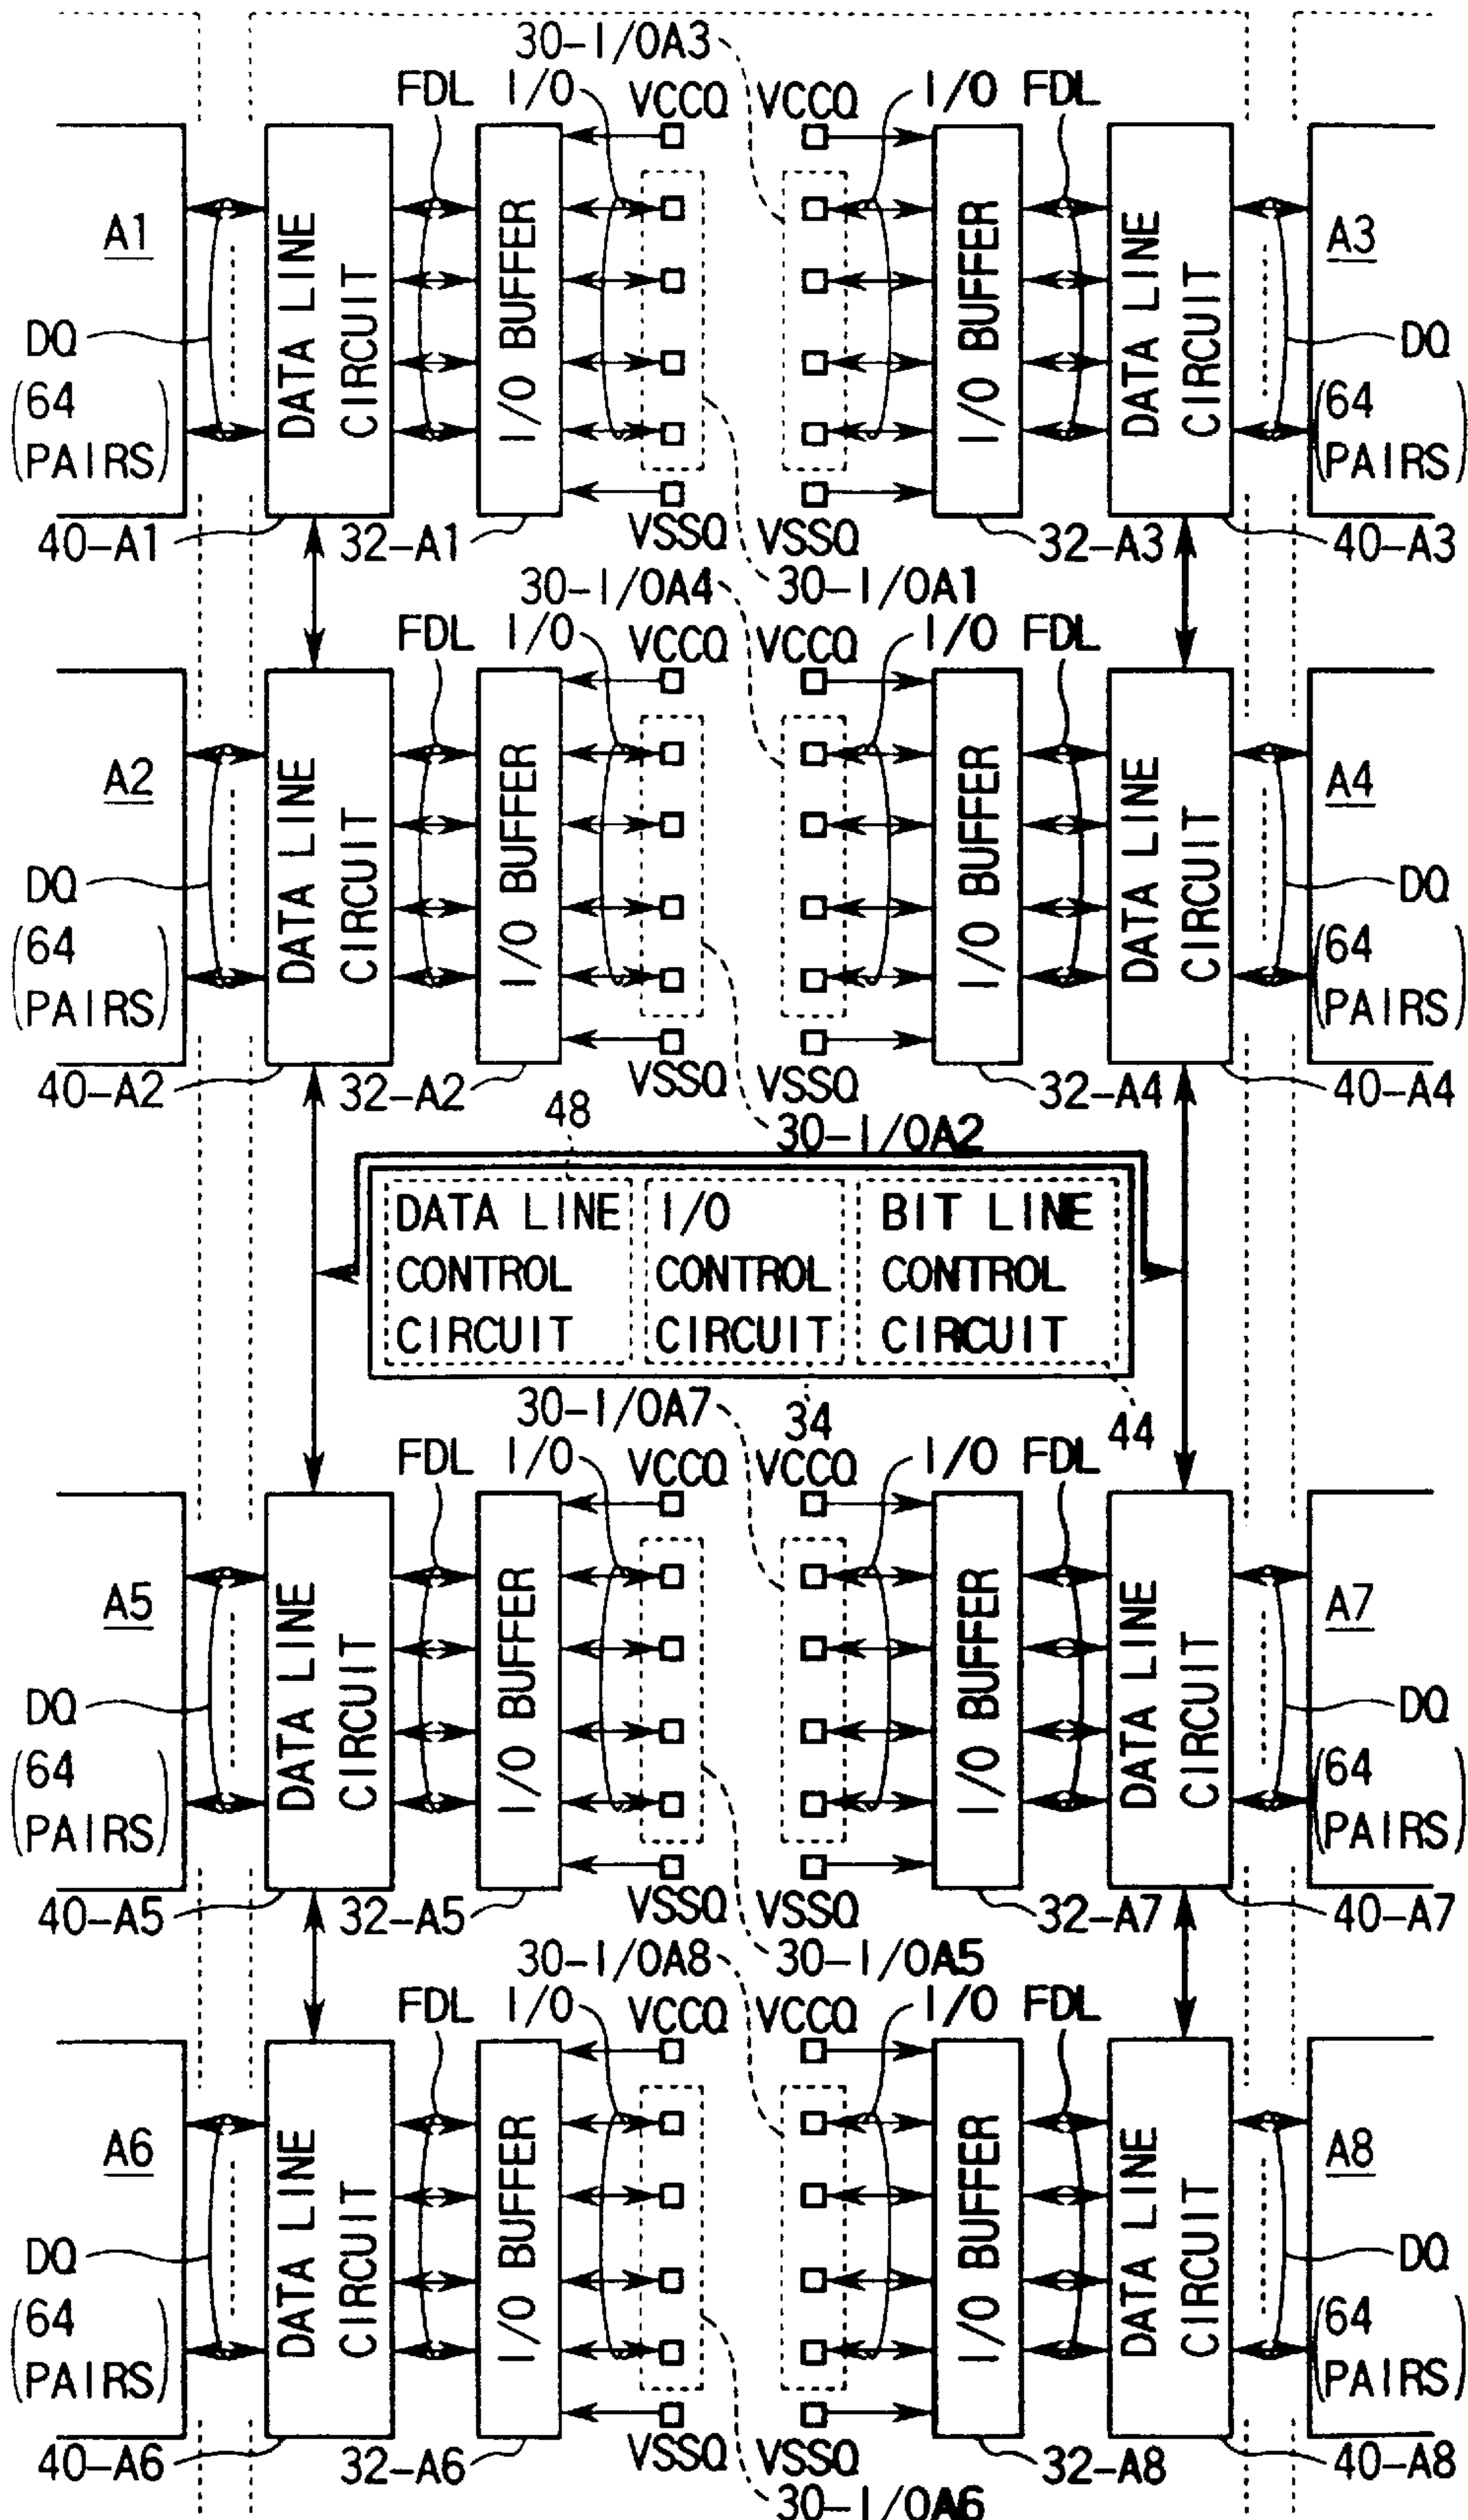 30-I/OA3
FDL I/O VCCQ VCCQ I/O FDL
A1 DATA LINE CIRCUIT I/O BUFFER I/O BUFFER DATA LINE CIRCUIT A3
DQ DQ
(64 PAIRS) (64 PAIRS)
VSSQ VSSQ
40-A1 32-A1 32-A3 40-A3
30-I/OA4 30-I/OA1
FDL I/O VCCQ VCCQ I/O FDL
A2 DATA LINE CIRCUIT I/O BUFFER I/O BUFFER DATA LINE CIRCUIT A4
DQ DQ
(64 PAIRS) (64 PAIRS)
VSSQ VSSQ
40-A2 32-A2 32-A4 40-A4
48 30-I/OA2
DATA LINE I/O BIT LINE
CONTROL CONTROL CONTROL
CIRCUIT CIRCUIT CIRCUIT
30-I/OA7 34 44
FDL I/O VCCQ VCCQ I/O FDL
A5 DATA LINE CIRCUIT I/O BUFFER I/O BUFFER DATA LINE CIRCUIT A7
DQ DQ
(64 PAIRS) (64 PAIRS)
VSSQ VSSQ
40-A5 32-A5 32-A7 40-A7
30-I/OA8 30-I/OA5
FDL I/O VCCQ VCCQ I/O FDL
A6 DATA LINE CIRCUIT I/O BUFFER I/O BUFFER DATA LINE CIRCUIT A8
DQ DQ
(64 PAIRS) (64 PAIRS)
VSSQ VSSQ
40-A6 32-A6 32-A8 40-A8
30-I/OA6